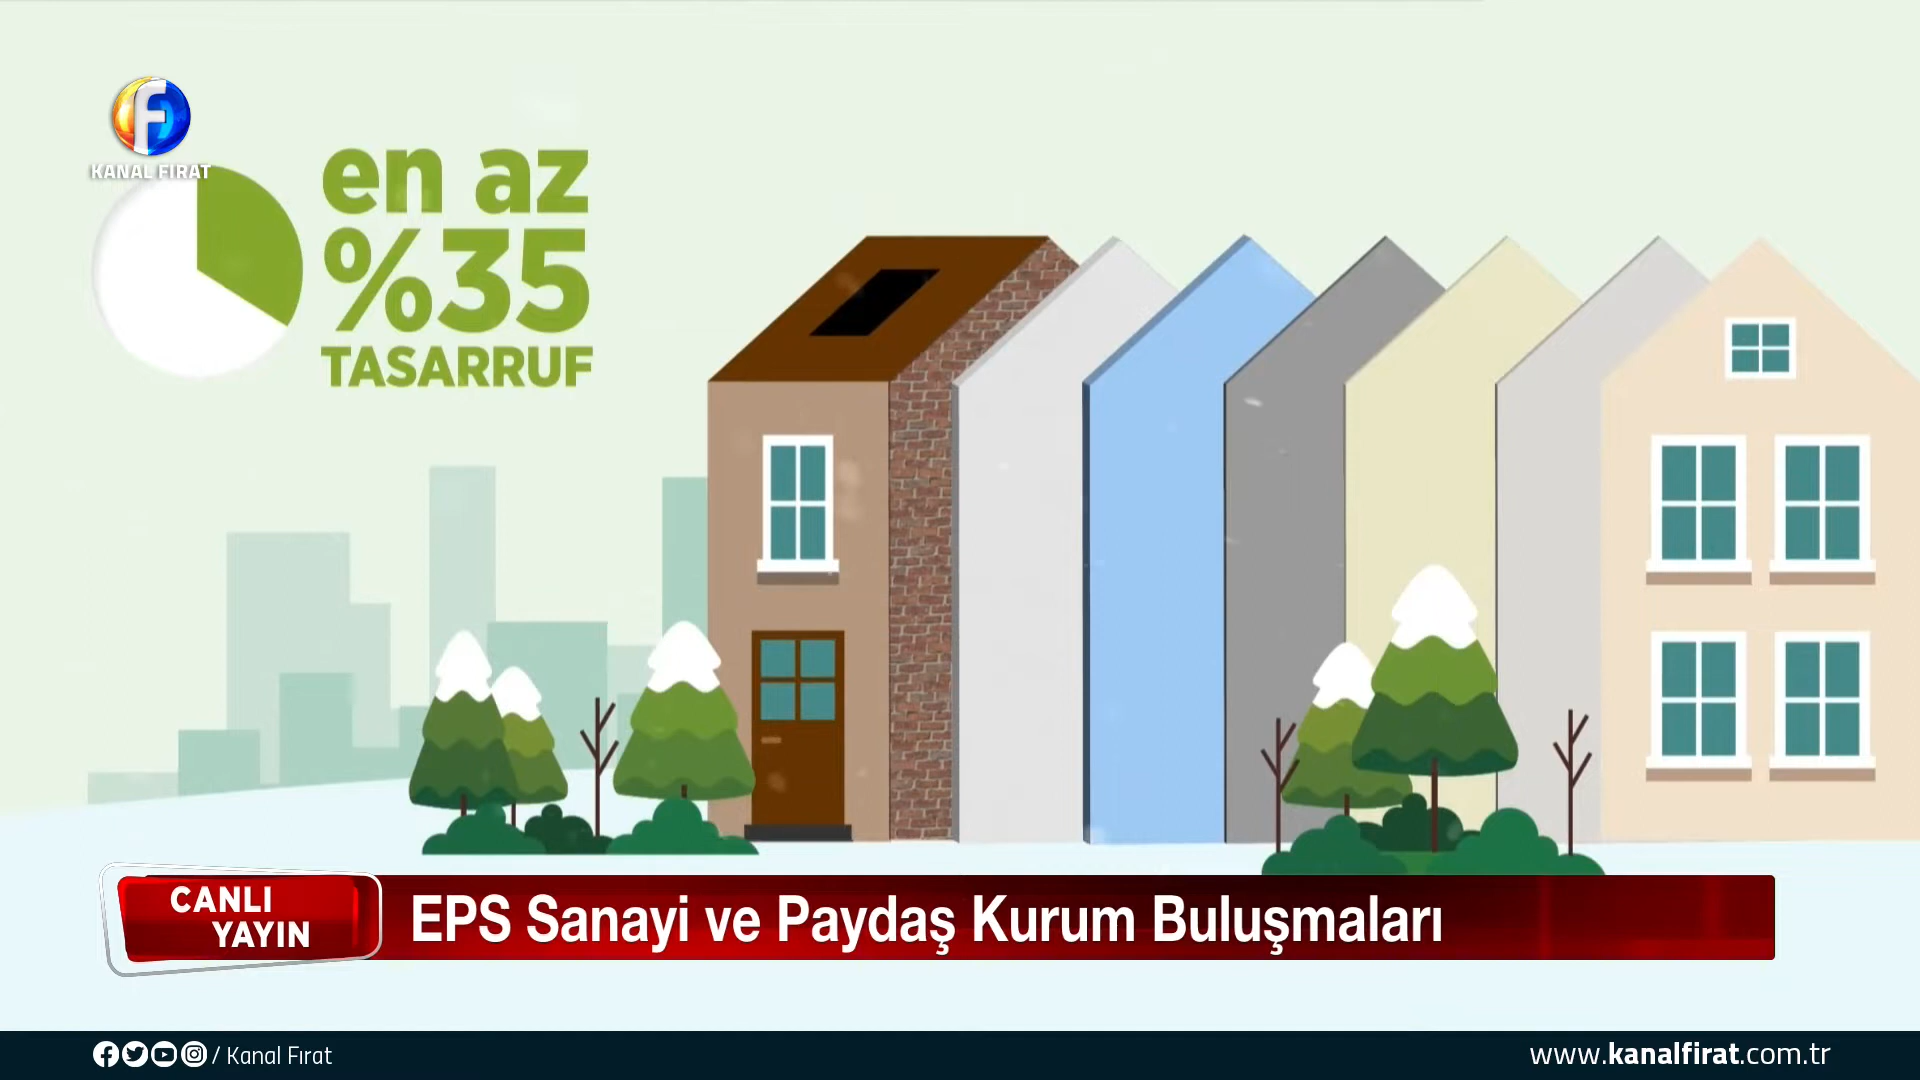 KANAL FIRAT
en az
%35
TASARRUF
CANLI
YAYIN
EPS Sanayi ve Paydaş Kurum Buluşmaları
/ Kanal Fırat
www.kanalfirat.com.tr